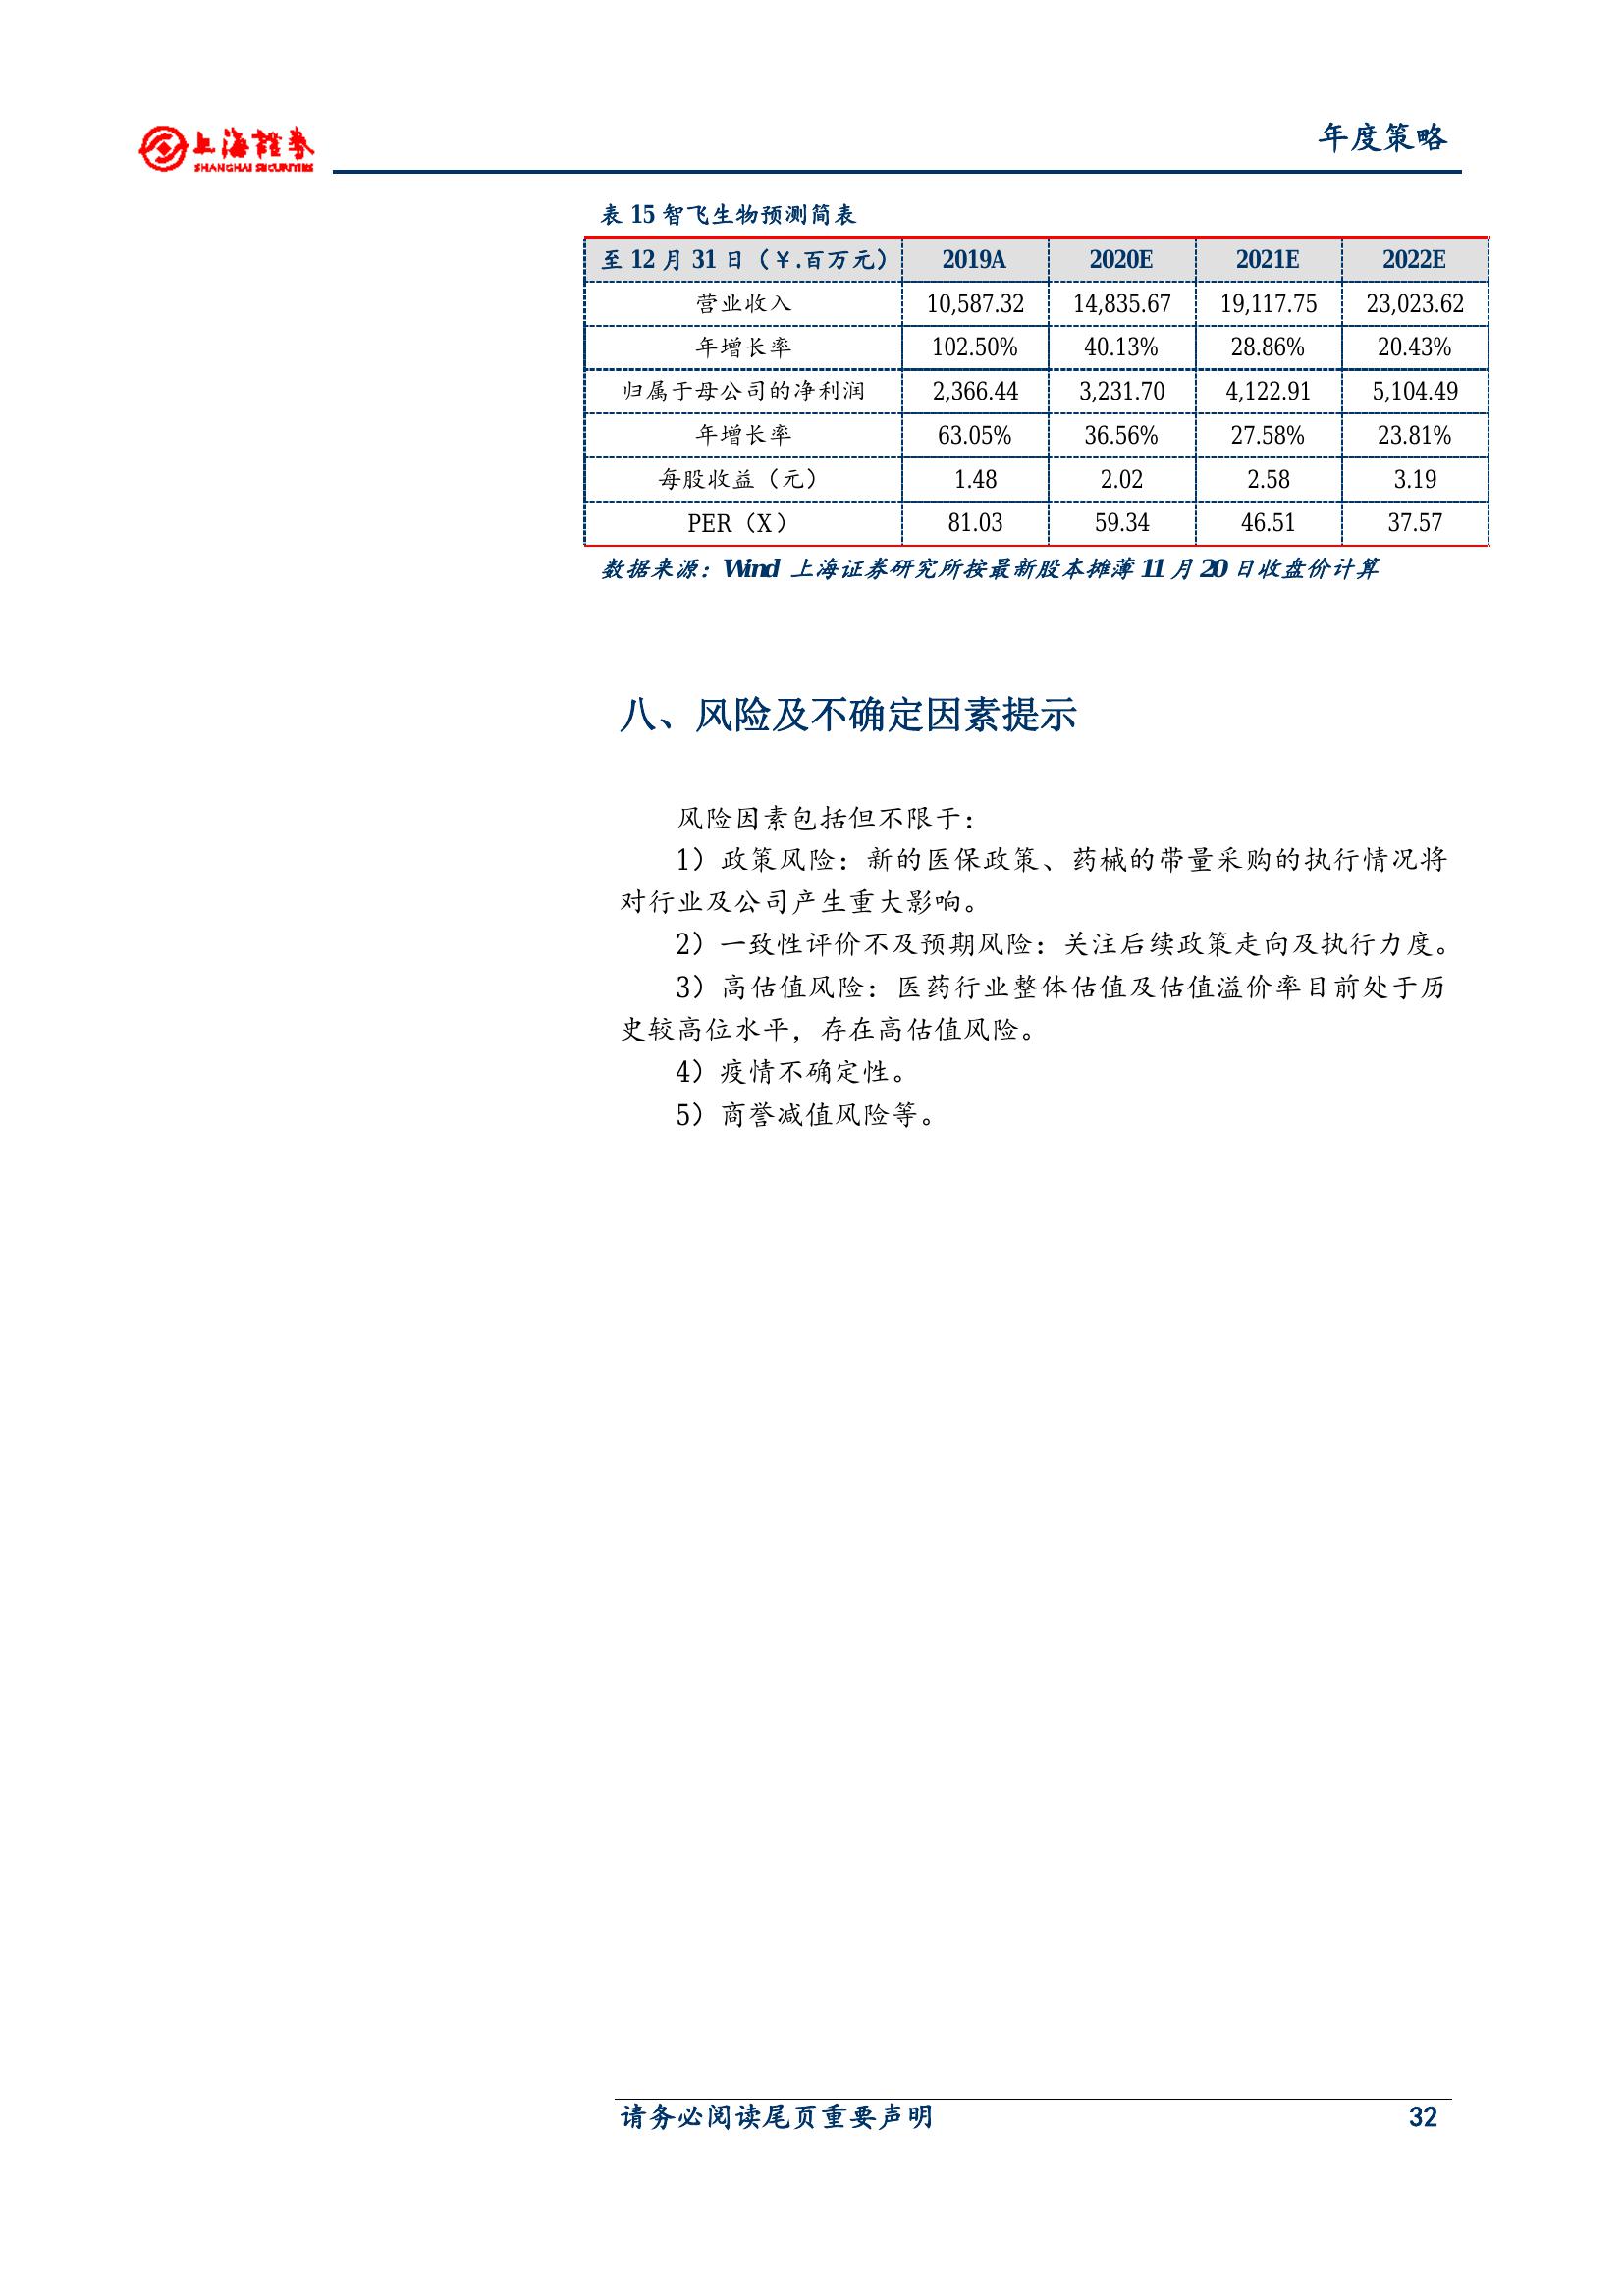 上海證券
SHANGHAI SECURITIES
年度策略
表 15 智飞生物预测简表
至 12 月 31 日（¥.百万元） 2019A 2020E 2021E 2022E
营业收入 10,587.32 14,835.67 19,117.75 23,023.62
年增长率 102.50% 40.13% 28.86% 20.43%
归属于母公司的净利润 2,366.44 3,231.70 4,122.91 5,104.49
年增长率 63.05% 36.56% 27.58% 23.81%
每股收益（元） 1.48 2.02 2.58 3.19
PER（X） 81.03 59.34 46.51 37.57
数据来源：Wind 上海证券研究所按最新股本摊薄 11 月 20 日收盘价计算
八、风险及不确定因素提示
风险因素包括但不限于：
1）政策风险：新的医保政策、药械的带量采购的执行情况将
对行业及公司产生重大影响。
2）一致性评价不及预期风险：关注后续政策走向及执行力度。
3）高估值风险：医药行业整体估值及估值溢价率目前处于历
史较高位水平，存在高估值风险。
4）疫情不确定性。
5）商誉减值风险等。
请务必阅读尾页重要声明 32